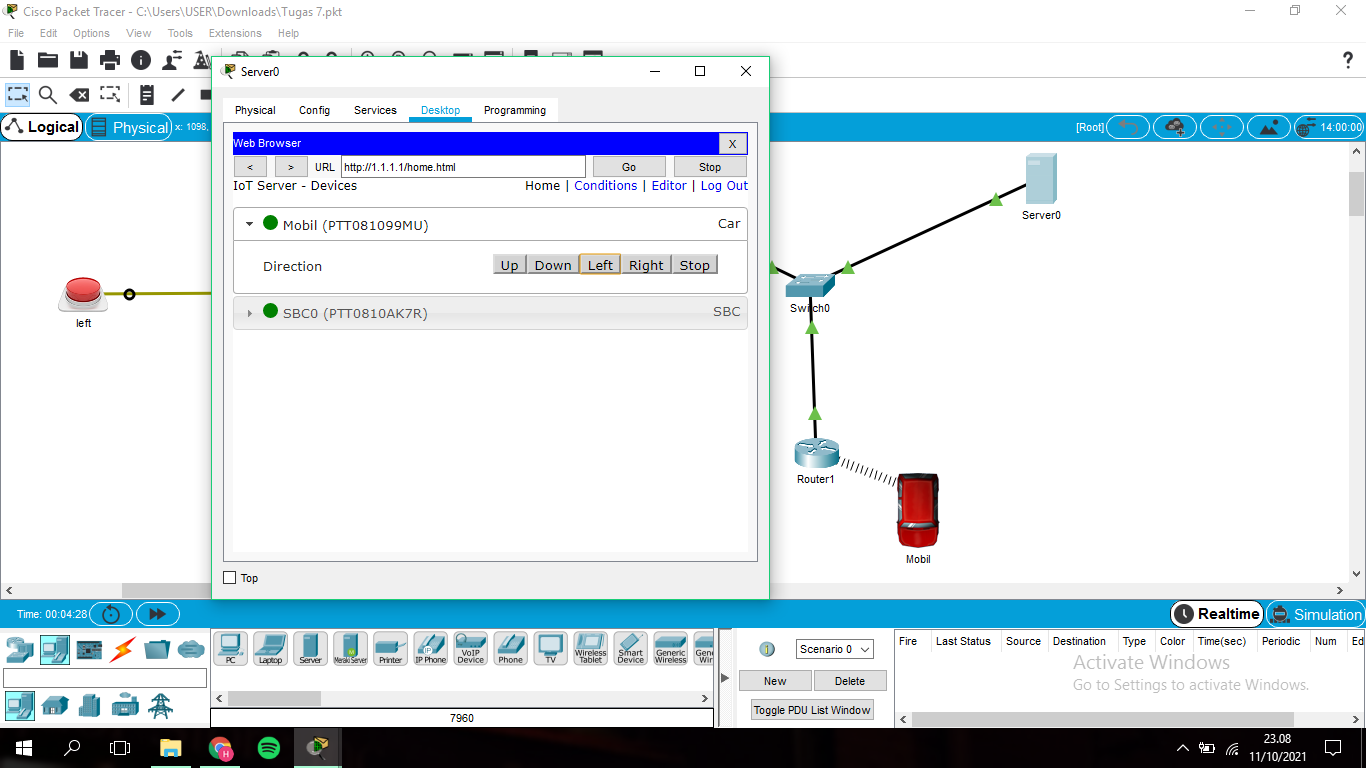 Cisco Packet Tracer - C:\Users\USER\Downloads\Tugas 7.pkt
File Edit Options View Tools Extensions Help
?
Logical Physical x: 1098,
[Root] 14:00:00
Server0
Physical Config Services Desktop Programming
Web Browser X
< > URL http://1.1.1.1/home.html Go Stop
IoT Server - Devices Home | Conditions | Editor | Log Out
Mobil (PTT081099MU) Car
Direction Up Down Left Right Stop
SBC0 (PTT0810AK7R) SBC
Top
left
Server0
Switch0
Router1
Mobil
Time: 00:04:28
Realtime Simulation
PC Laptop Server Meraki Server Printer IP Phone VoIP Device Phone TV Wireless Tablet Smart Device Generic Wireless Gene Wir
7960
Scenario 0
New Delete
Toggle PDU List Window
Fire Last Status Source Destination Type Color Time(sec) Periodic Num Ed
Activate Windows
Go to Settings to activate Windows.
H
23.08
11/10/2021